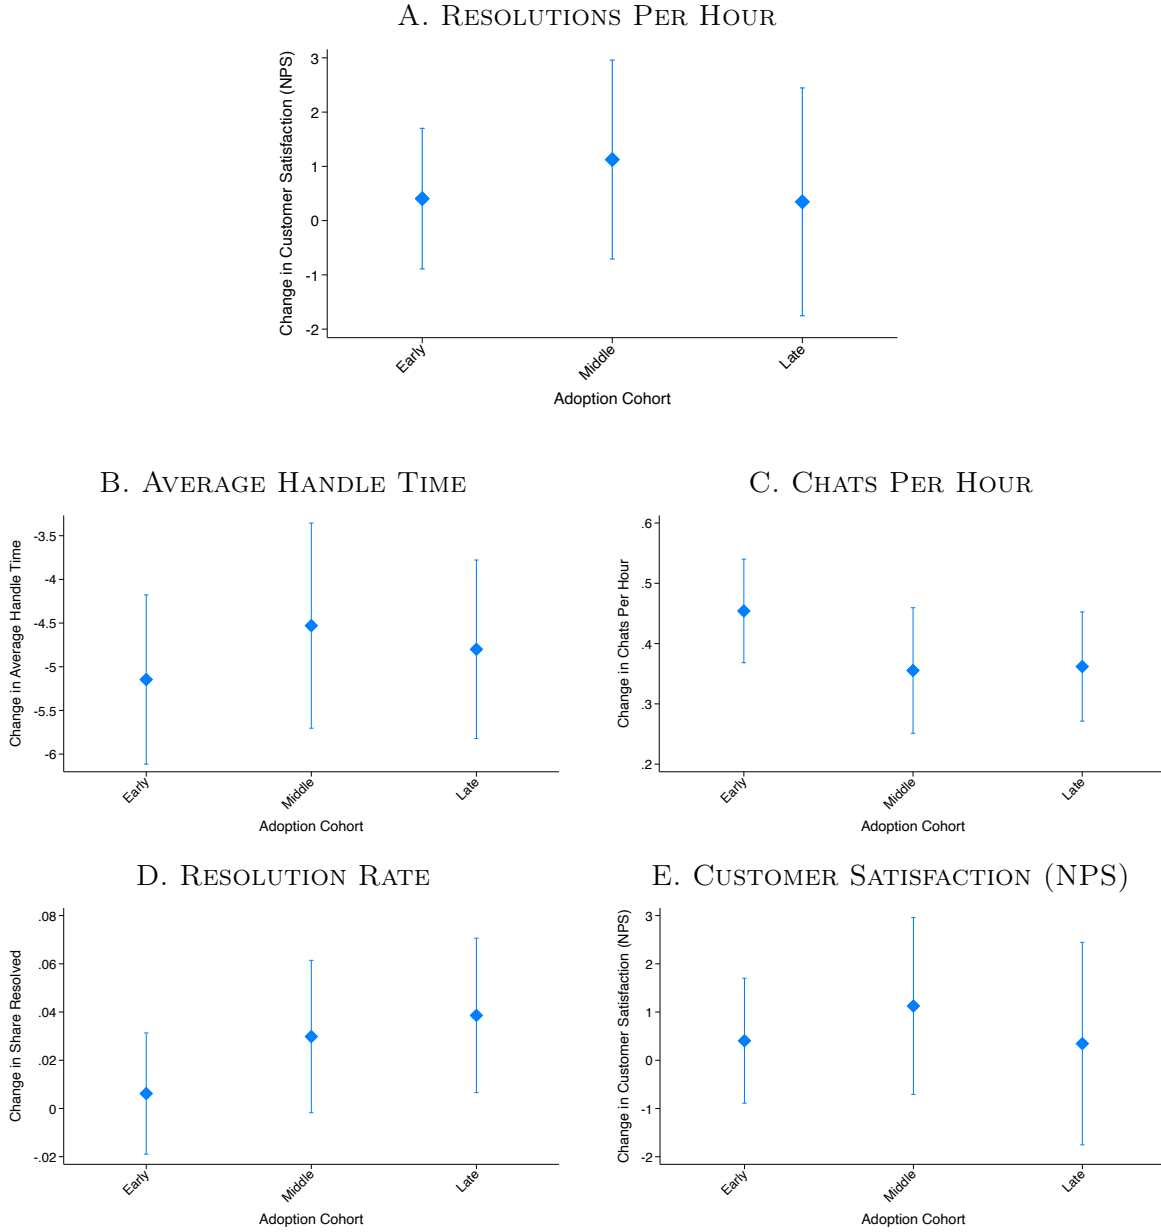 A. Resolutions Per Hour
Change in Customer Satisfaction (NPS)
3
2
1
0
-1
-2
Early
Middle
Late
Adoption Cohort
B. Average Handle Time
Change in Average Handle Time
-3.5
-4
-4.5
-5
-5.5
-6
Early
Middle
Late
Adoption Cohort
C. Chats Per Hour
Change in Chats Per Hour
.6
.5
.4
.3
.2
Early
Middle
Late
Adoption Cohort
D. Resolution Rate
Change in Share Resolved
.08
.06
.04
.02
0
-.02
Early
Middle
Late
Adoption Cohort
E. Customer Satisfaction (NPS)
Change in Customer Satisfaction (NPS)
3
2
1
0
-1
-2
Early
Middle
Late
Adoption Cohort